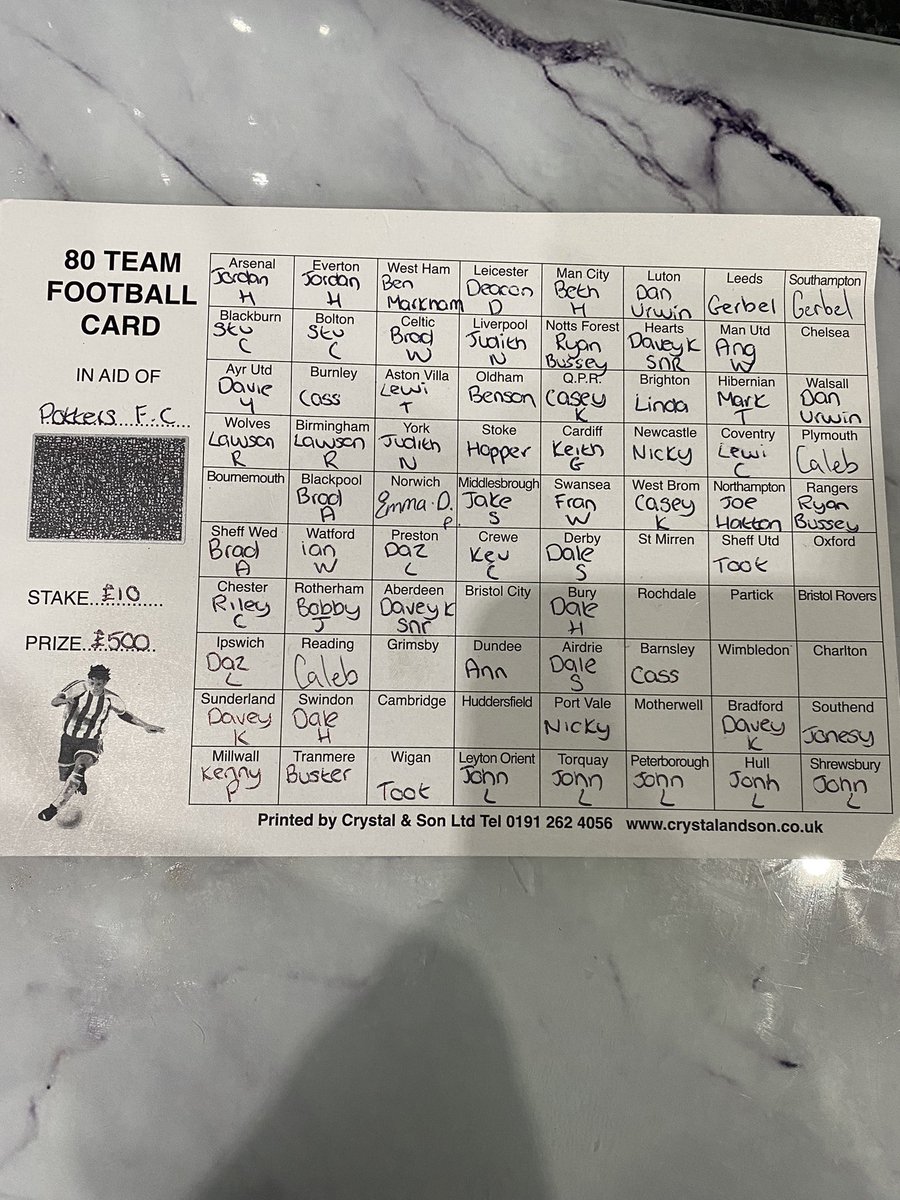 80 TEAM
FOOTBALL
CARD
IN AID OF
Potters F.C
STAKE..£10
PRIZE..£500
Arsenal Everton West Ham Leicester Man City Luton Leeds Southampton
Jordan H Jordan H Ben Markham Deacon D Beth H Dan Urwin Gerbel Gerbel
Blackburn Bolton Celtic Liverpool Notts Forest Hearts Man Utd Chelsea
Stu C Stu C Brad W Judith N Ryan Bussey Davey K SNR Ang W
Ayr Utd Burnley Aston Villa Oldham Q.P.R. Brighton Hibernian Walsall
Davie Y Cass Lewi T Benson Casey K Linda Mark T Dan Urwin
Wolves Birmingham York Stoke Cardiff Newcastle Coventry Plymouth
Lawson R Lawson R Judith N Hopper Keith G Nicky Lewi C Caleb
Bournemouth Blackpool Norwich Middlesbrough Swansea West Brom Northampton Rangers
Brad A Emma.D. P. Jake S Fran W Casey K Joe Hatton Ryan Bussey
Sheff Wed Watford Preston Crewe Derby St Mirren Sheff Utd Oxford
Brad A ian W Daz L Kev C Dale S Toot
Chester Rotherham Aberdeen Bristol City Bury Rochdale Partick Bristol Rovers
Riley C Bobby J Davey K Snr Dale H
Ipswich Reading Grimsby Dundee Airdrie Barnsley Wimbledon Charlton
Daz L Caleb Ann Dale S Cass
Sunderland Swindon Cambridge Huddersfield Port Vale Motherwell Bradford Southend
Davey K Dale H Nicky Davey K Jonesy
Millwall Tranmere Wigan Leyton Orient Torquay Peterborough Hull Shrewsbury
Kenny P Buster Toot John L John L John L Jonh L John L
Printed by Crystal & Son Ltd Tel 0191 262 4056 www.crystalandson.co.uk